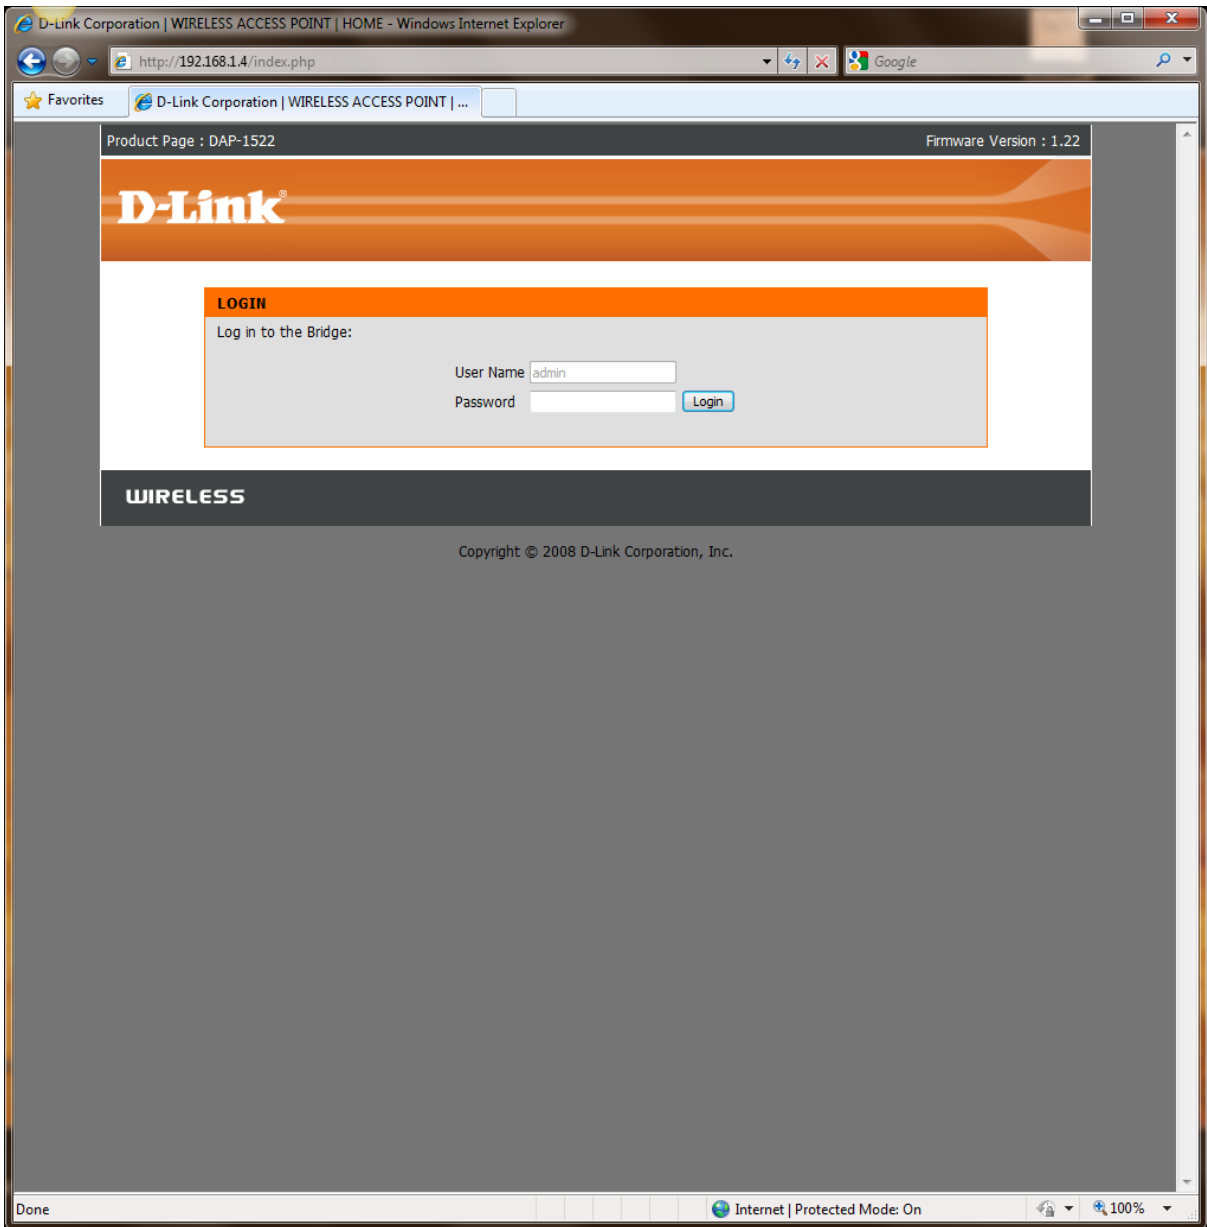 D-Link Corporation | WIRELESS ACCESS POINT | HOME - Windows Internet Explorer
http://192.168.1.4/index.php
Google
Favorites
D-Link Corporation | WIRELESS ACCESS POINT | ...
Product Page : DAP-1522
Firmware Version : 1.22
D-Link®
LOGIN
Log in to the Bridge:
User Name admin
Password Login
WIRELESS
Copyright © 2008 D-Link Corporation, Inc.
Done
Internet | Protected Mode: On
100%